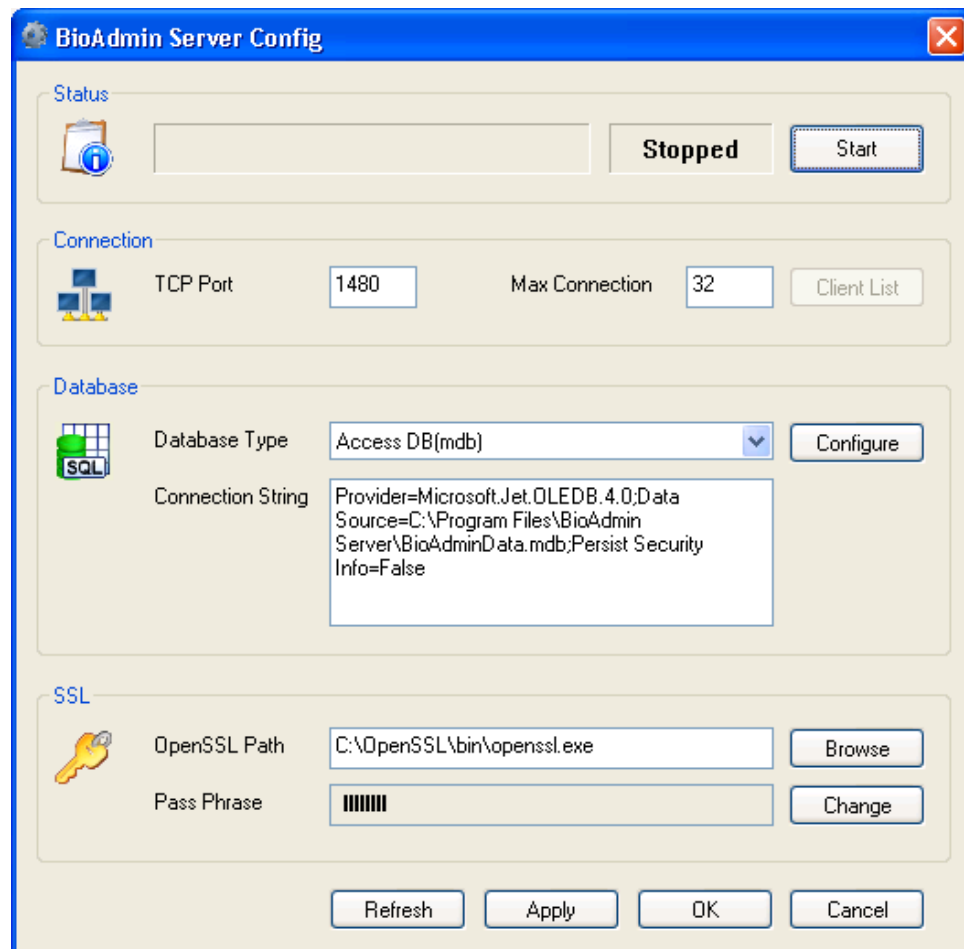 BioAdmin Server Config
Status
Stopped
Start
Connection
TCP Port
1480
Max Connection
32
Client List
Database
SQL
Database Type
Access DB(mdb)
Configure
Connection String
Provider=Microsoft.Jet.OLEDB.4.0;Data
Source=C:\Program Files\BioAdmin
Server\BioAdminData.mdb;Persist Security
Info=False
SSL
OpenSSL Path
C:\OpenSSL\bin\openssl.exe
Browse
Pass Phrase
Change
Refresh
Apply
OK
Cancel